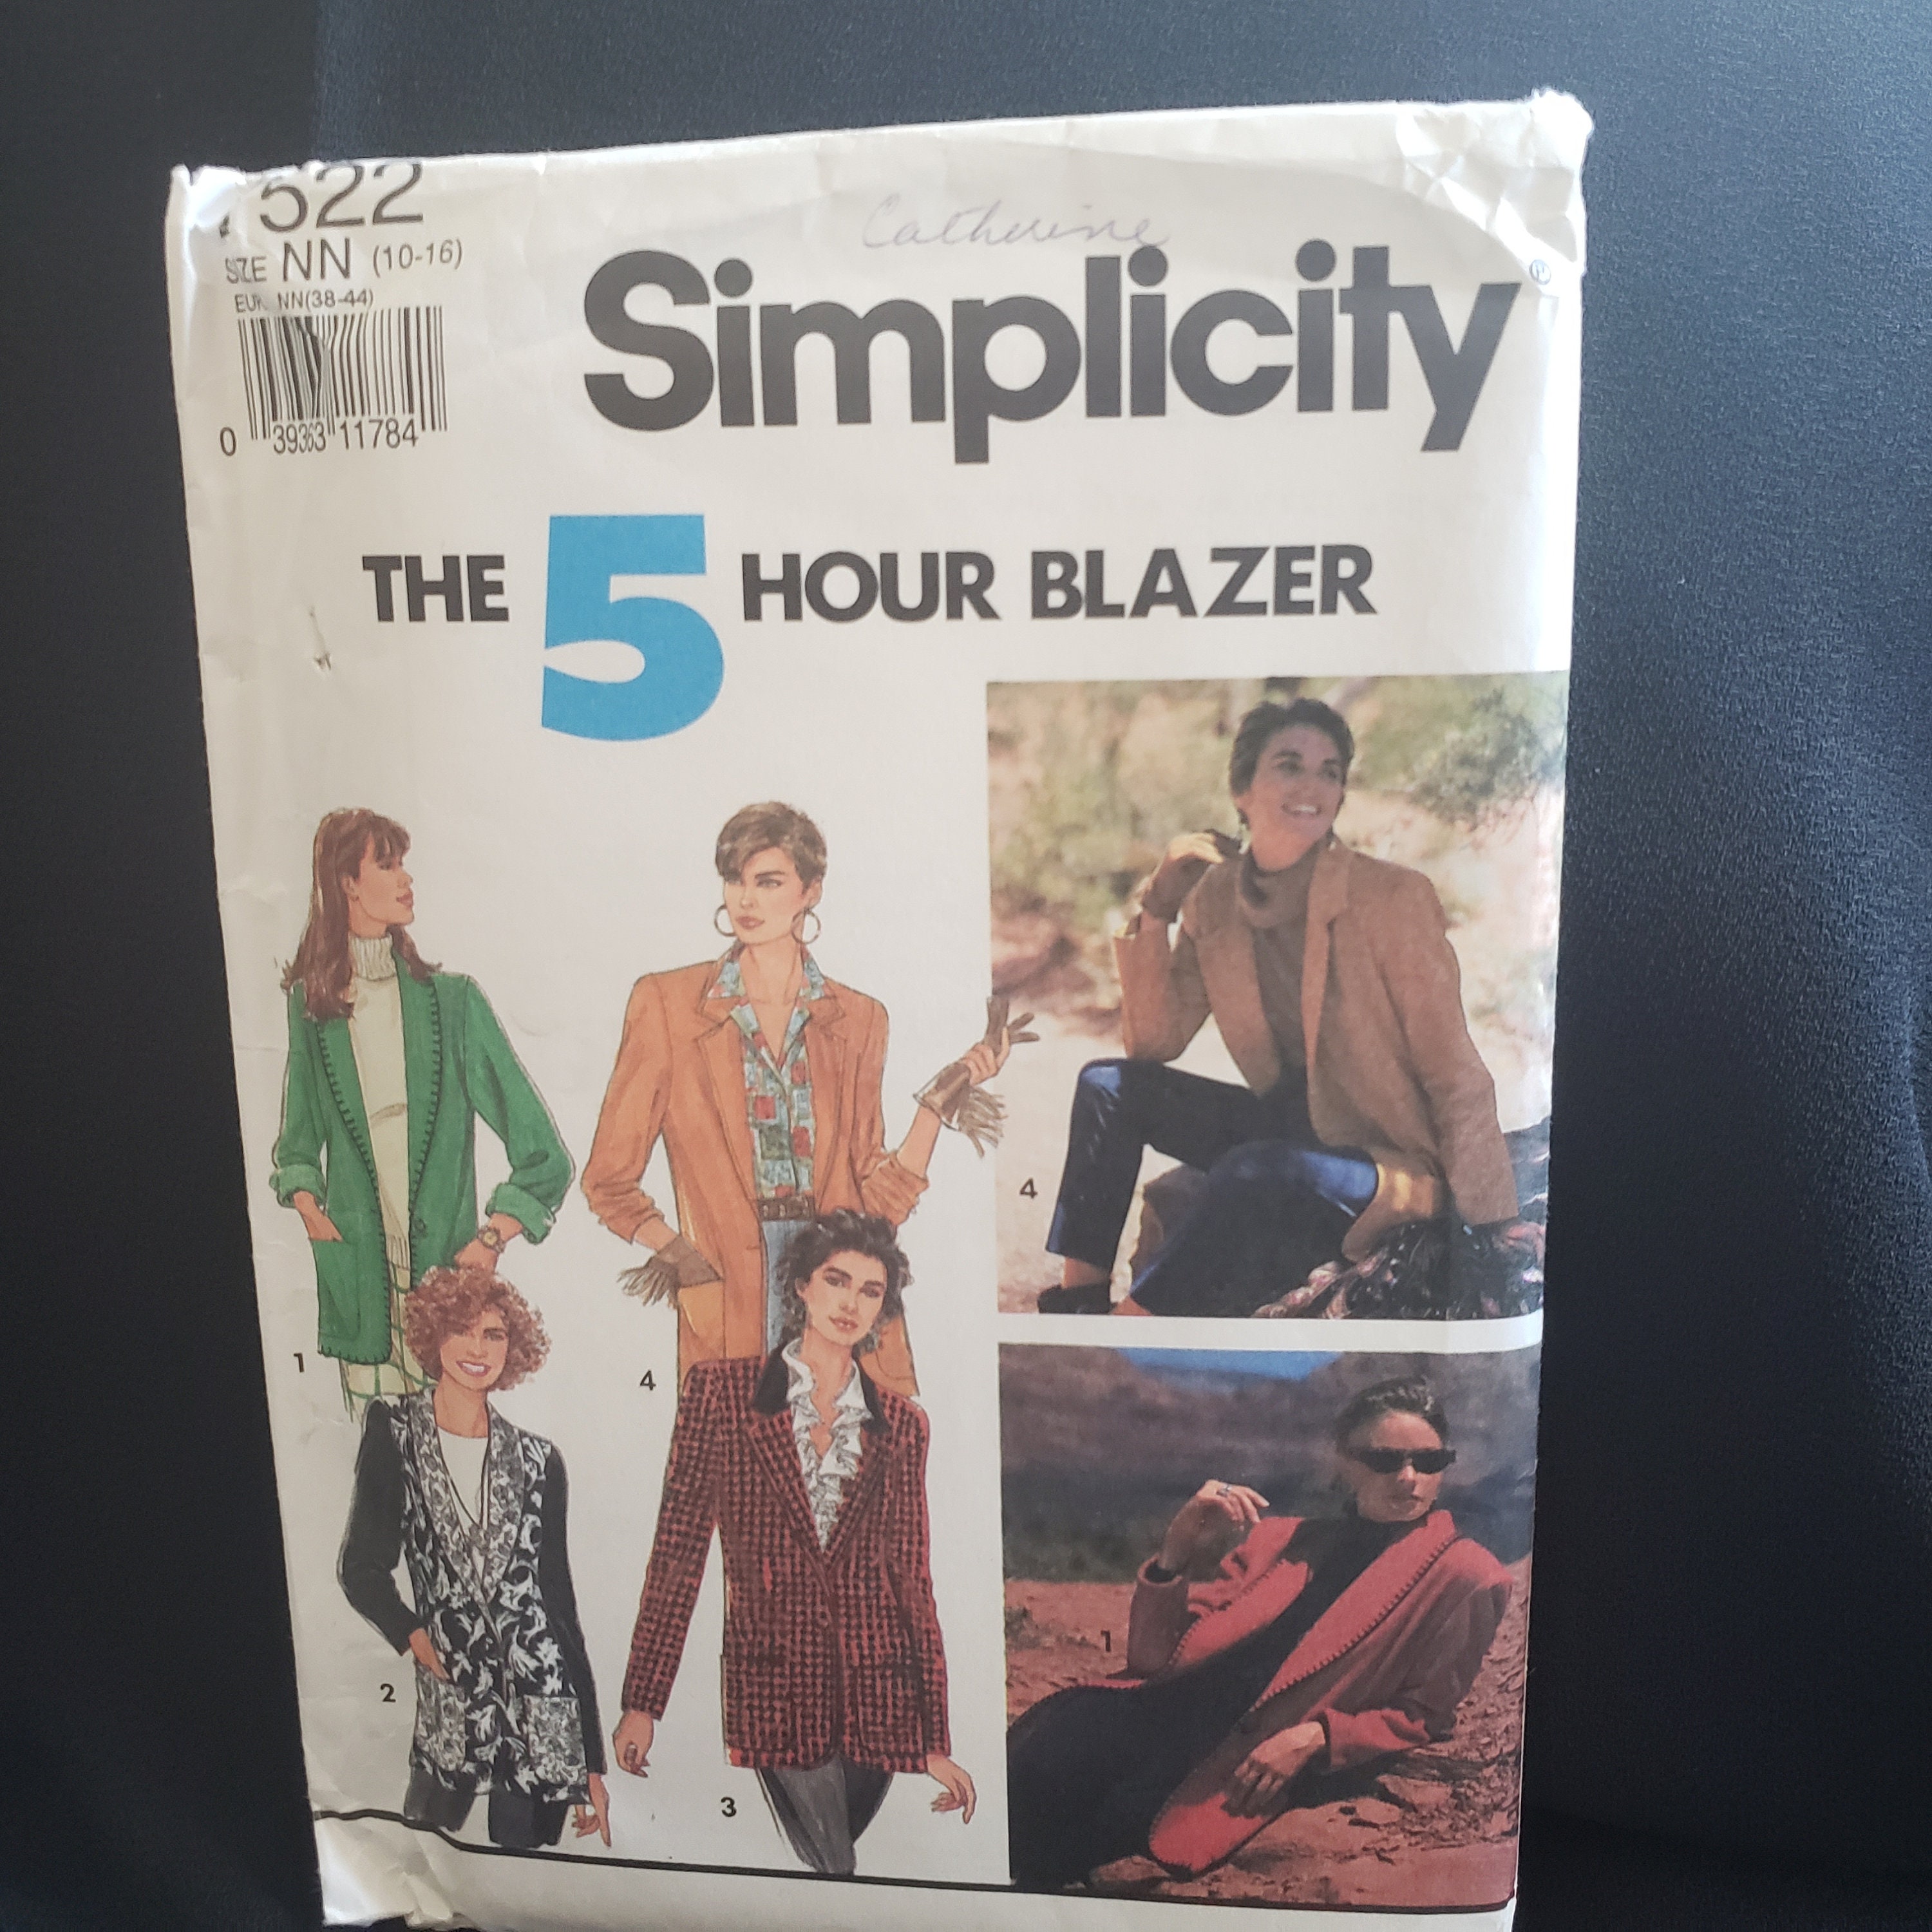 522
SIZE NN (10-16)
EUR. NN(38-44)
0 39363 11784
Catherine
Simplicity®
THE 5 HOUR BLAZER
1
4
2
3
4
1